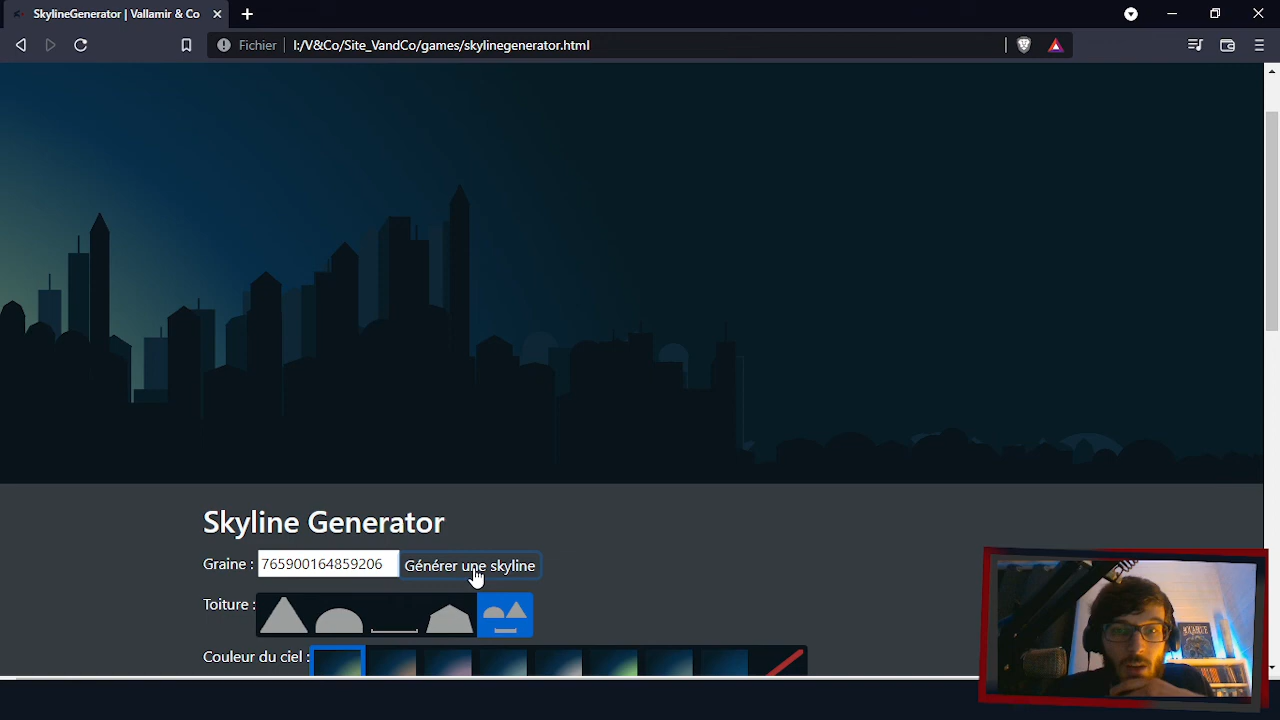 SkylineGenerator | Vallamir & Co
Fichier
I:/V&Co/Site_VandCo/games/skylinegenerator.html
Skyline Generator
Graine : 765900164859206 Générer une skyline
Toiture :
Couleur du ciel :